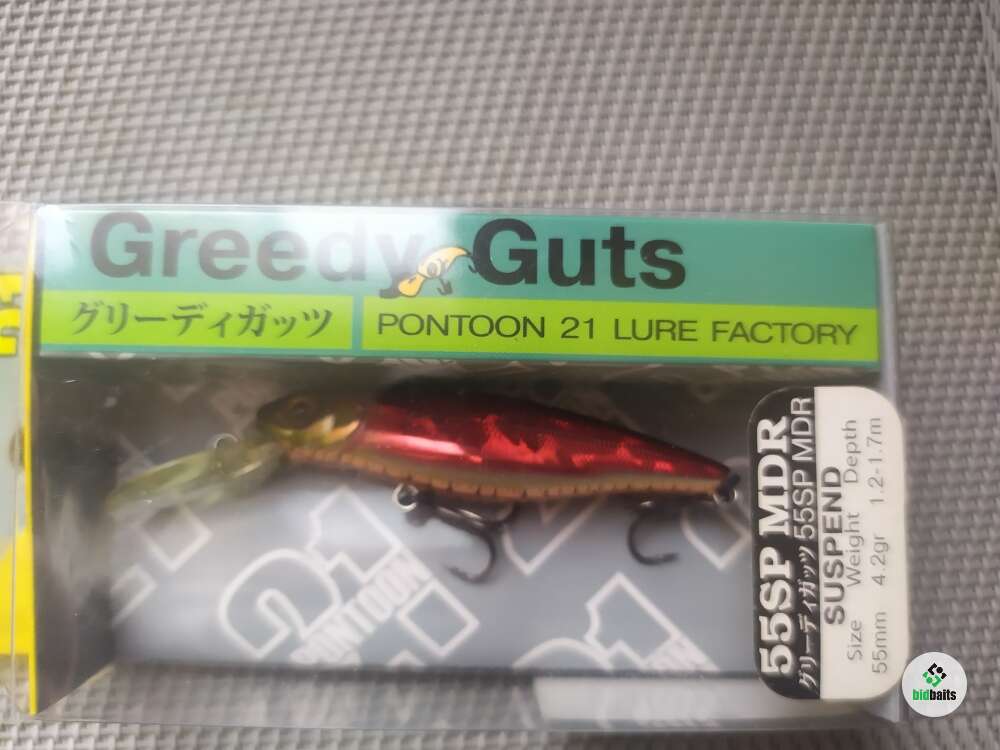 Greedy Guts
グリーディガッツ
PONTOON 21 LURE FACTORY
55SP MDR
グリーディガッツ 55SP MDR
SUSPEND
Size Weight Depth
55mm 4.2gr 1.2-1.7m
21
PONTOON
21
PONTOON
bidbaits